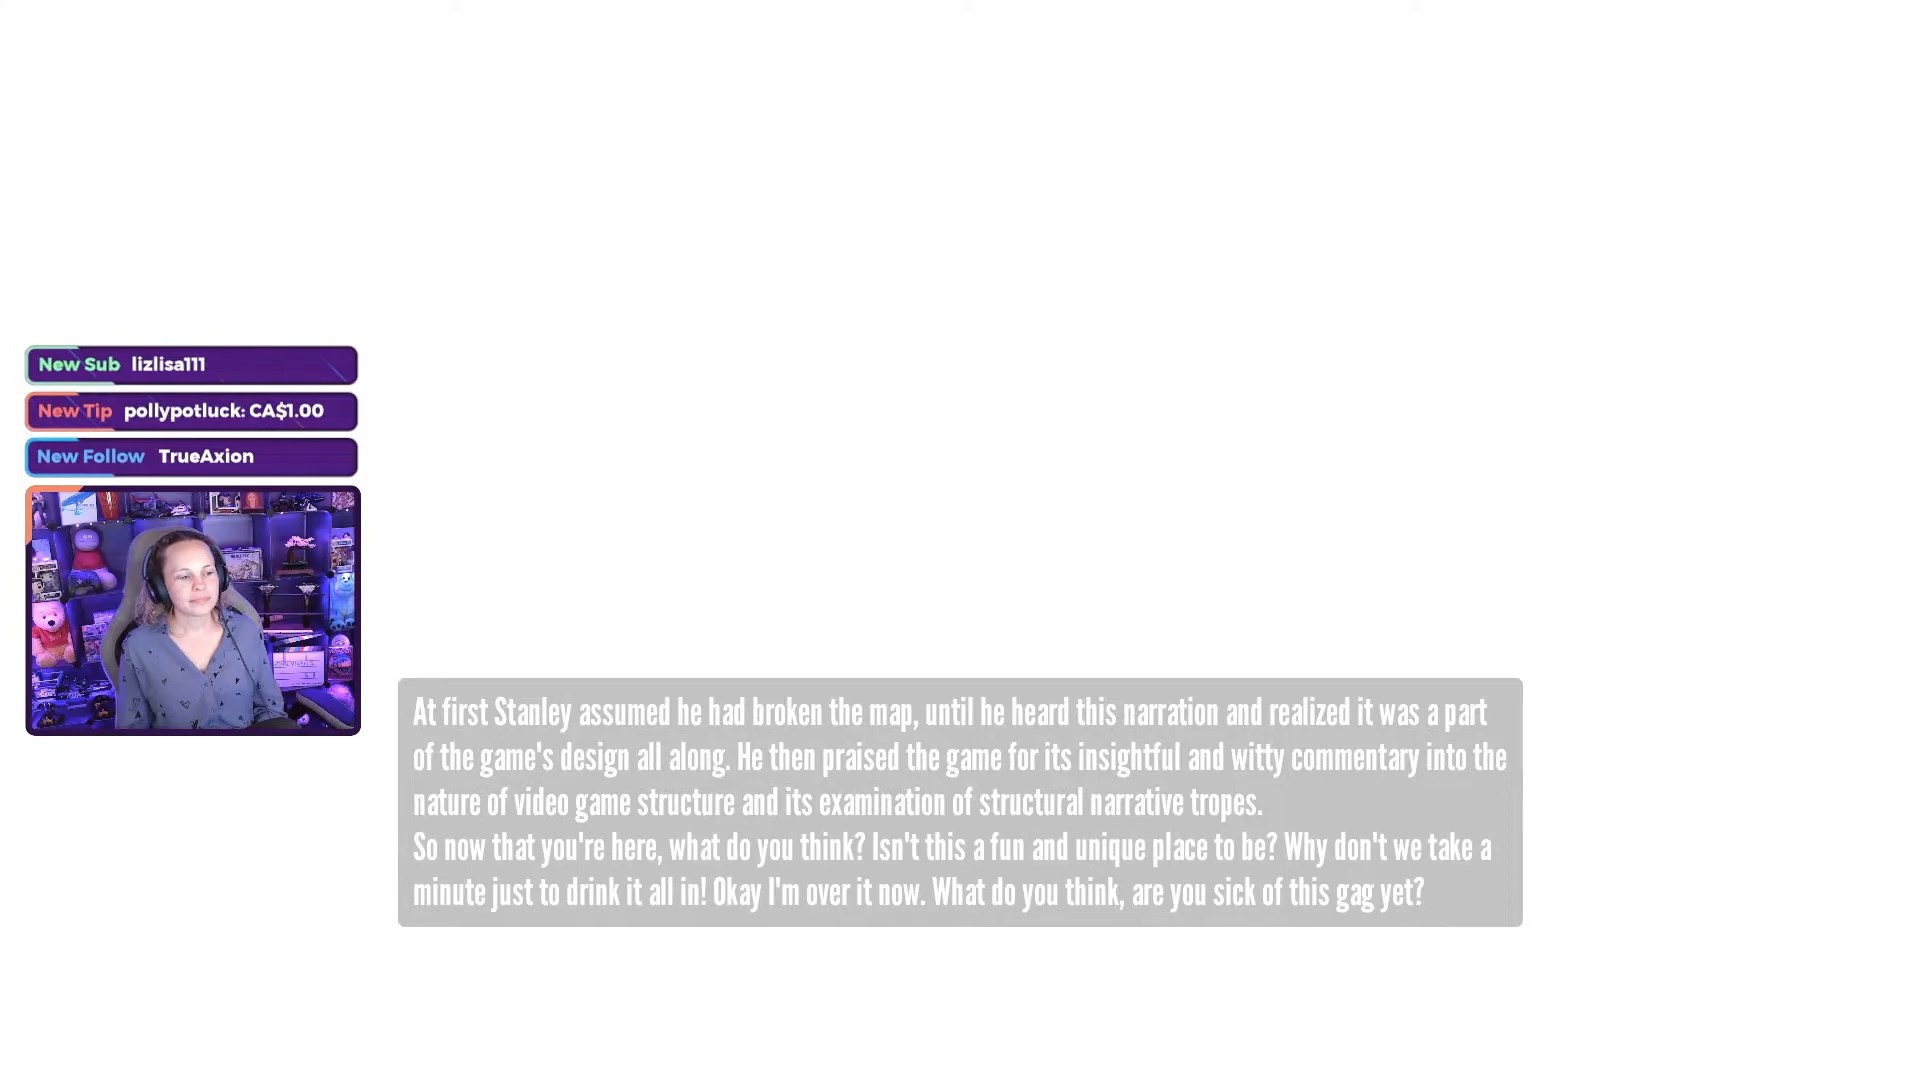 New Sub lizlisa111
New Tip pollypotluck: CA$1.00
New Follow TrueAxion
At first Stanley assumed he had broken the map, until he heard this narration and realized it was a part
of the game's design all along. He then praised the game for its insightful and witty commentary into the
nature of video game structure and its examination of structural narrative tropes.
So now that you're here, what do you think? Isn't this a fun and unique place to be? Why don't we take a
minute just to drink it all in! Okay I'm over it now. What do you think, are you sick of this gag yet?